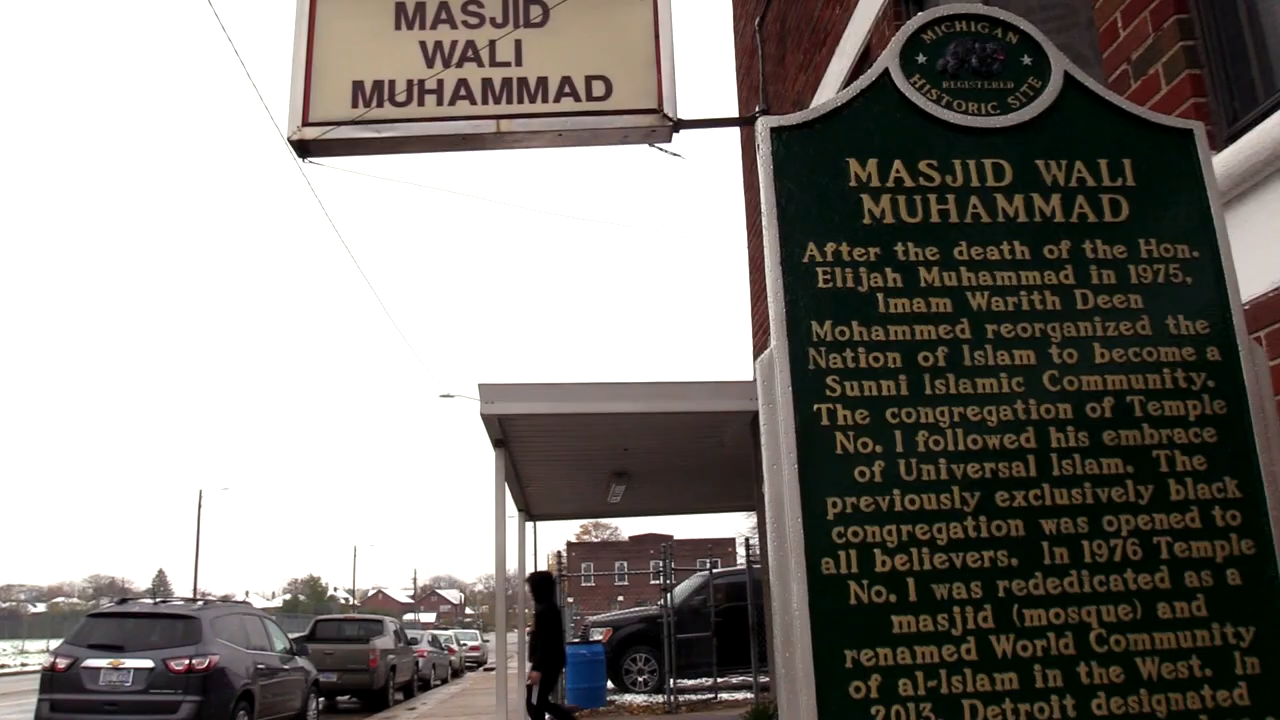 MASJID
WALI
MUHAMMAD
MICHIGAN
REGISTERED
HISTORIC SITE
MASJID WALI
MUHAMMAD
After the death of the Hon.
Elijah Muhammad in 1975,
Imam Warith Deen
Mohammed reorganized the
Nation of Islam to become a
Sunni Islamic Community.
The congregation of Temple
No. 1 followed his embrace
of Universal Islam. The
previously exclusively black
congregation was opened to
all believers. In 1976 Temple
No. 1 was rededicated as a
masjid (mosque) and
renamed World Community
of al-Islam in the West. In
2013, Detroit designated